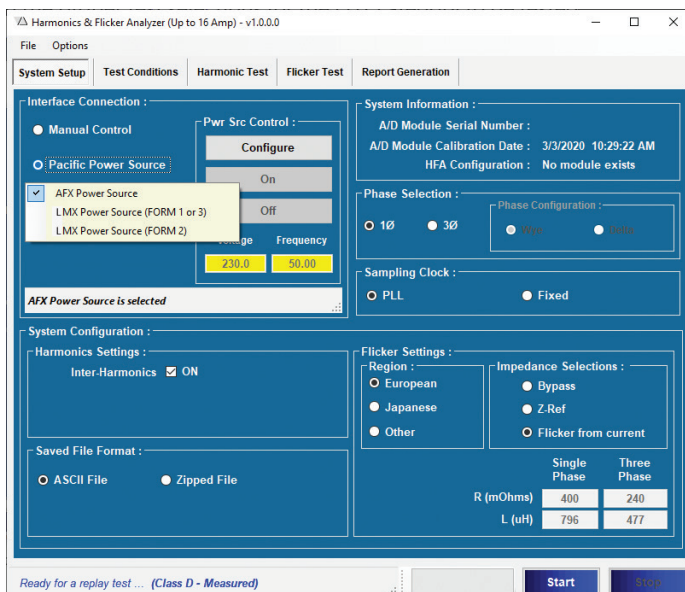 Harmonics & Flicker Analyzer (Up to 16 Amp) - v1.0.0.0
File Options
System Setup Test Conditions Harmonic Test Flicker Test Report Generation
Interface Connection :
Manual Control
Pacific Power Source
AFX Power Source
LMX Power Source (FORM 1 or 3)
LMX Power Source (FORM 2)
Pwr Src Control :
Configure
On
Off
Voltage Frequency
230.0 50.00
AFX Power Source is selected
System Information :
A/D Module Serial Number :
A/D Module Calibration Date : 3/3/2020 10:29:22 AM
HFA Configuration : No module exists
Phase Selection :
1Ø 3Ø
Phase Configuration :
Wye Delta
Sampling Clock :
PLL Fixed
System Configuration :
Harmonics Settings :
Inter-Harmonics ON
Saved File Format :
ASCII File Zipped File
Flicker Settings :
Region :
European
Japanese
Other
Impedance Selections :
Bypass
Z-Ref
Flicker from current
Single Phase Three Phase
R (mOhms) 400 240
L (uH) 796 477
Ready for a replay test ... (Class D - Measured)
Start Stop